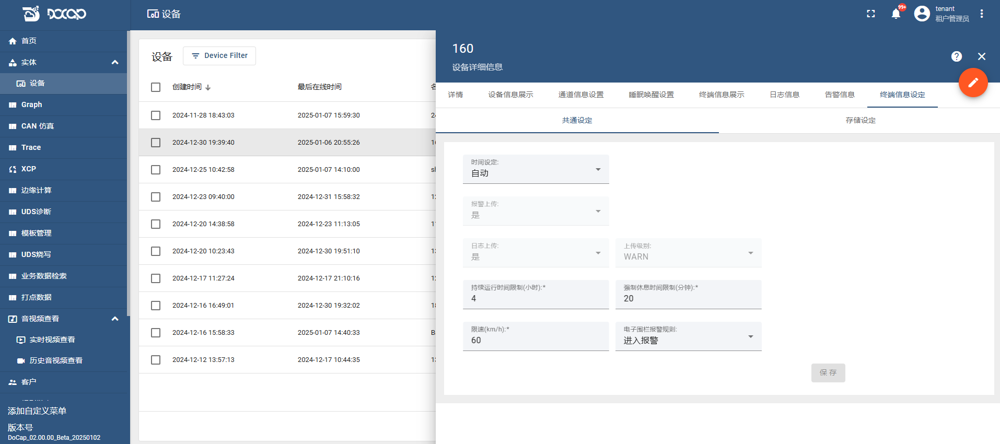 DOCAP
设备
99+
tenant
租户管理员
首页
实体
设备
Graph
CAN 仿真
Trace
XCP
边缘计算
UDS诊断
模板管理
UDS烧写
业务数据检索
打点数据
音视频查看
实时视频查看
历史音视频查看
客户
添加自定义菜单
版本号
DoCap_02.00.00_Beta_20250102
设备
Device Filter
创建时间 最后在线时间 名
2024-11-28 18:43:03 2025-01-07 15:59:30
2024-12-30 19:39:40 2025-01-06 20:55:26
2024-12-25 10:42:58 2025-01-07 14:10:00
2024-12-23 09:40:00 2024-12-31 15:58:32
2024-12-20 14:38:58 2024-12-23 11:13:05
2024-12-20 10:23:43 2024-12-30 19:51:10
2024-12-17 11:27:24 2024-12-17 21:10:16
2024-12-16 16:49:01 2024-12-30 19:32:02
2024-12-16 15:58:33 2025-01-07 14:40:33
2024-12-12 13:57:13 2024-12-17 10:44:35
160
设备详细信息
详情 设备信息展示 通道信息设置 睡眠唤醒设置 终端信息展示 日志信息 告警信息 终端信息设定
共通设定 存储设定
时间设定:
自动
报警上传:
是
日志上传: 上传级别:
是 WARN
持续运行时间限制(小时):* 强制休息时间限制(分钟):*
4 20
限速(km/h):* 电子围栏报警规则:
60 进入报警
保 存